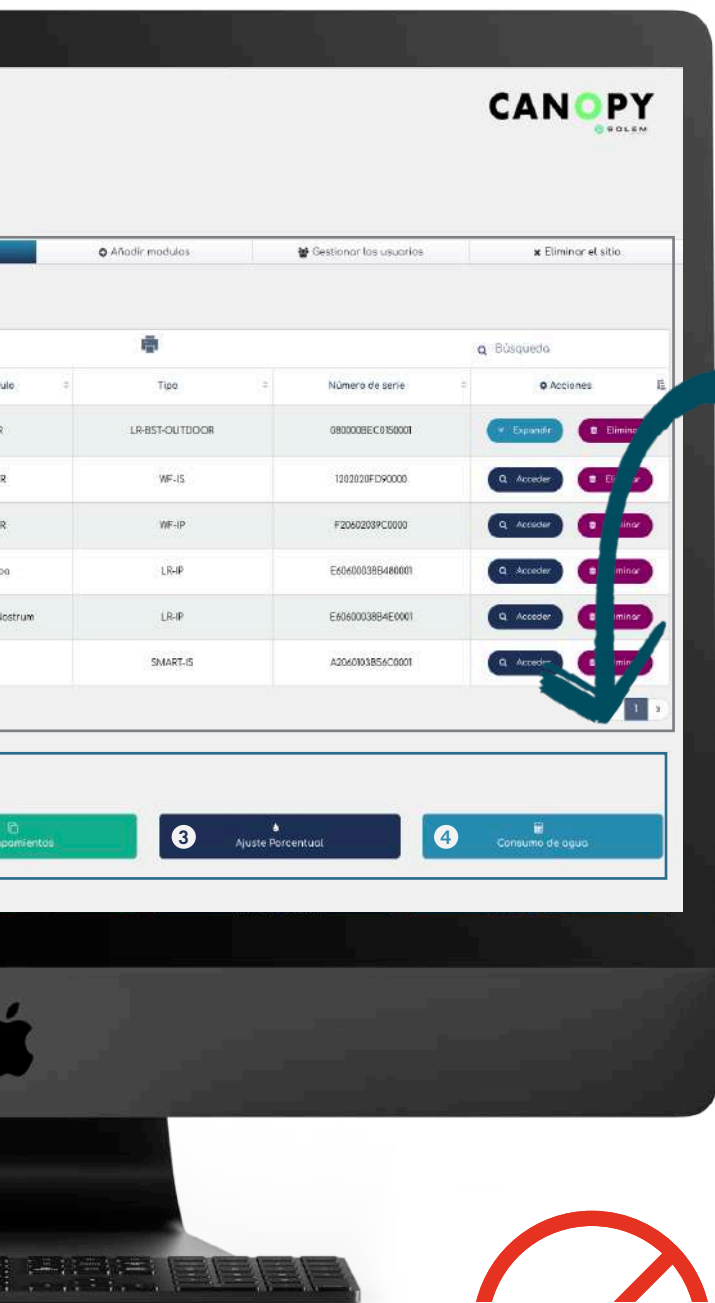 CANOPY
SOLEM
Añadir modulos
Gestionar los usuarios
Eliminar el sitio
Búsqueda
Tipo
Número de serie
Acciones
R
LR-BST-OUTDOOR
080000BEC0150001
Expandir
R
WF-IS
1202020FD90000
Acceder
R
WF-IP
F20602039C0000
Acceder
LR-IP
E60600038B480001
Acceder
Nostrum
LR-IP
E60600038B4E0001
Acceder
SMART-IS
A2060103B56C0001
Acceder
1
3
Ajuste Porcentual
4
Consumo de agua